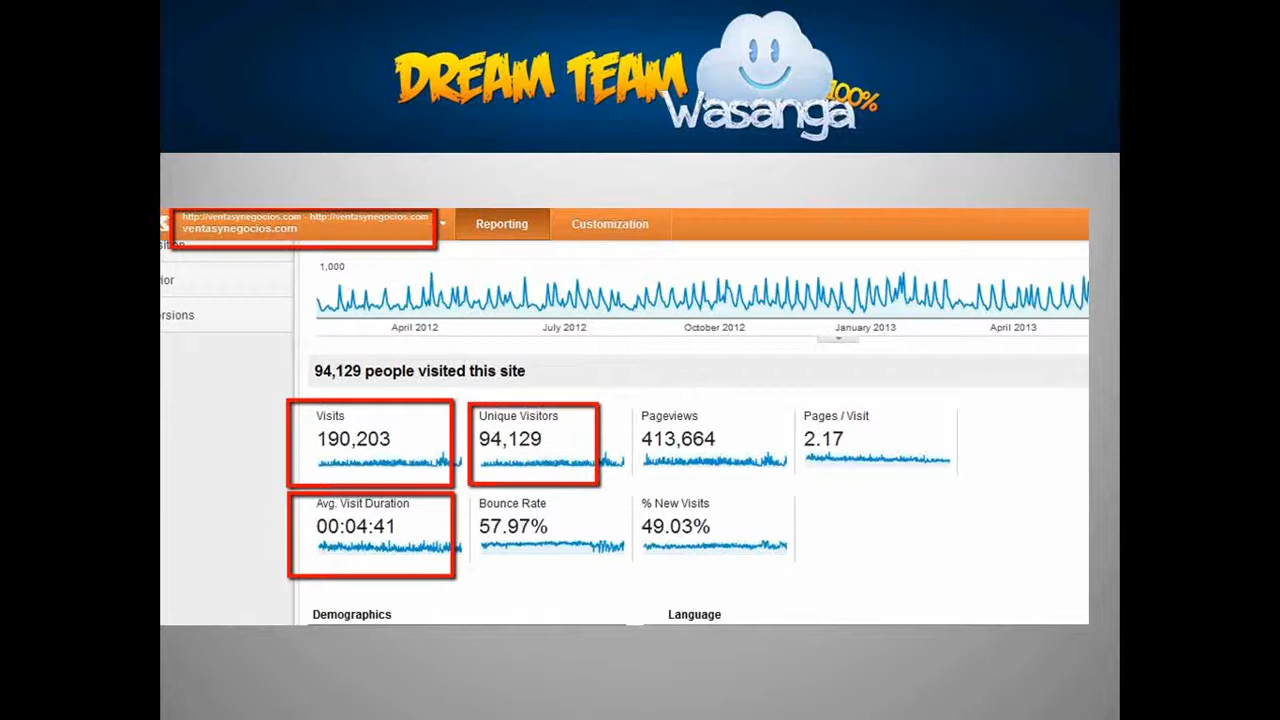 DREAM TEAM
Wasanga 100%
http://ventasynegocios.com - http://ventasynegocios.com
ventasynegocios.com
Reporting
Customization
sition
ior
ersions
1,000
April 2012
July 2012
October 2012
January 2013
April 2013
94,129 people visited this site
Visits
190,203
Unique Visitors
94,129
Pageviews
413,664
Pages / Visit
2.17
Avg. Visit Duration
00:04:41
Bounce Rate
57.97%
% New Visits
49.03%
Demographics
Language